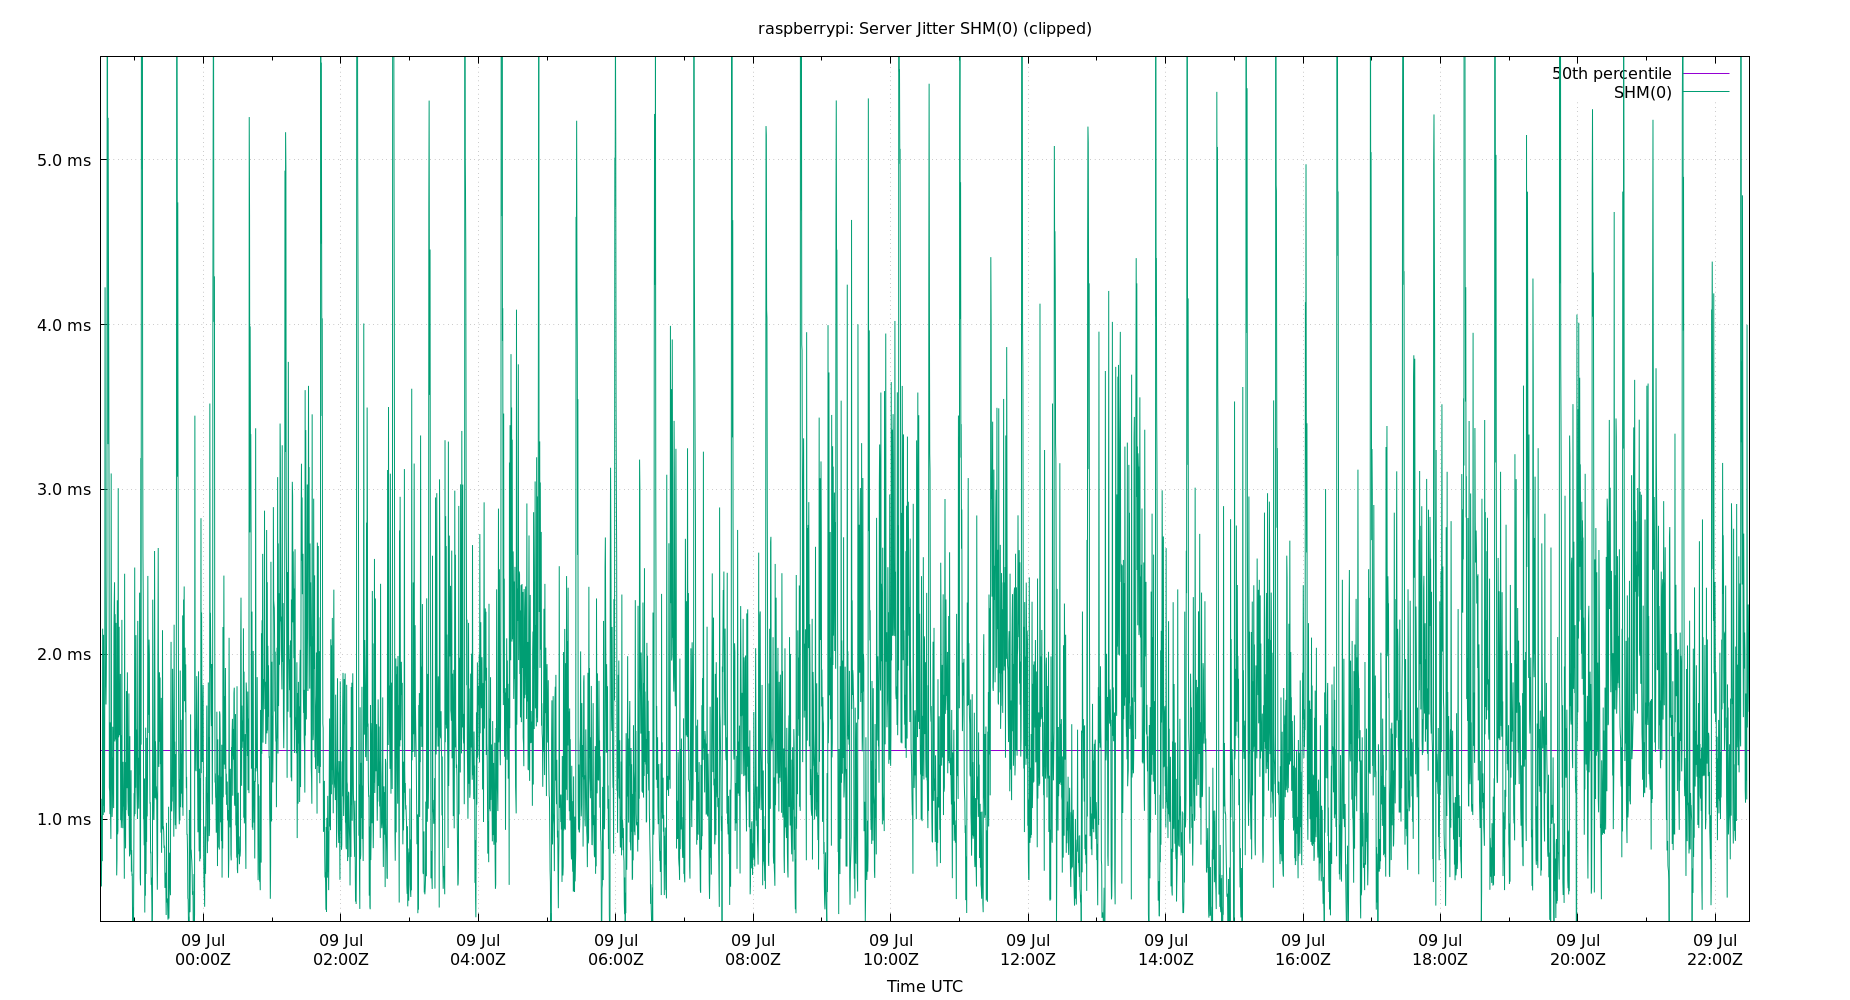 raspberrypi: Server Jitter SHM(0) (clipped)
50th percentile
SHM(0)
5.0 ms
4.0 ms
3.0 ms
2.0 ms
1.0 ms
09 Jul 09 Jul 09 Jul 09 Jul 09 Jul 09 Jul 09 Jul 09 Jul 09 Jul 09 Jul 09 Jul 09 Jul
00:00Z 02:00Z 04:00Z 06:00Z 08:00Z 10:00Z 12:00Z 14:00Z 16:00Z 18:00Z 20:00Z 22:00Z
Time UTC